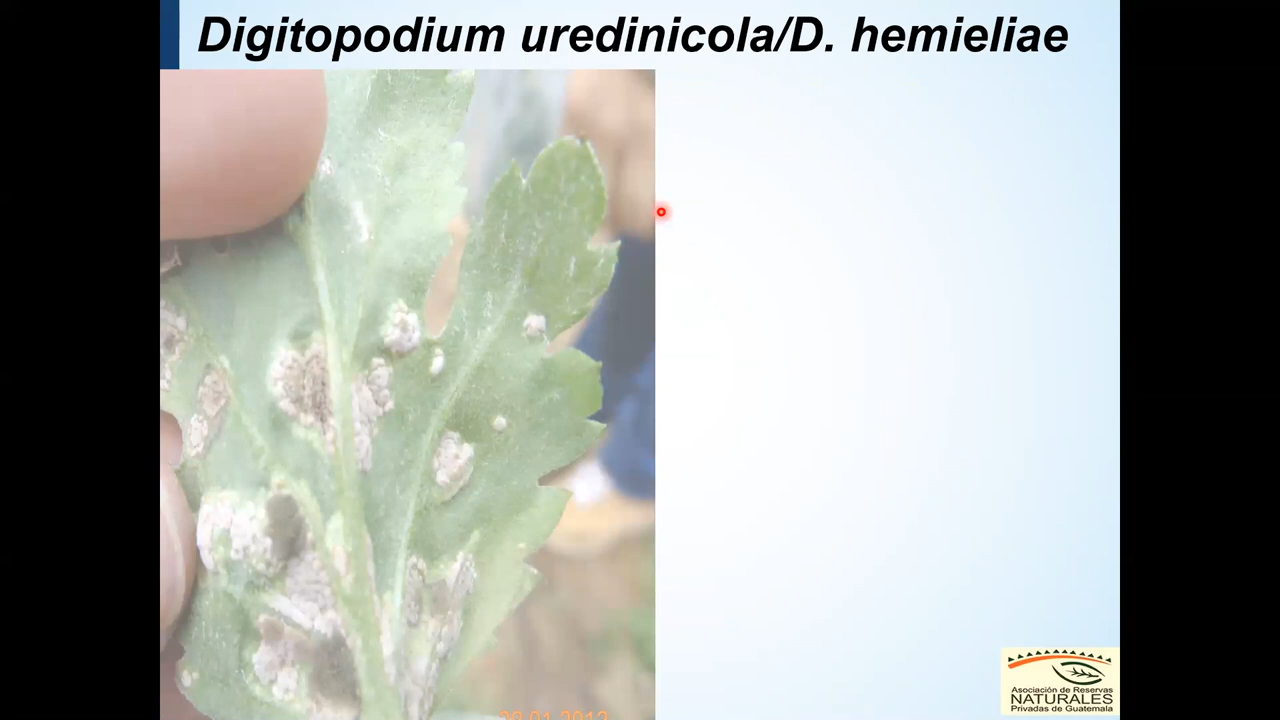 Digitopodium uredinicola/D. hemieliae
Asociación de Reservas
NATURALES
Privadas de Guatemala